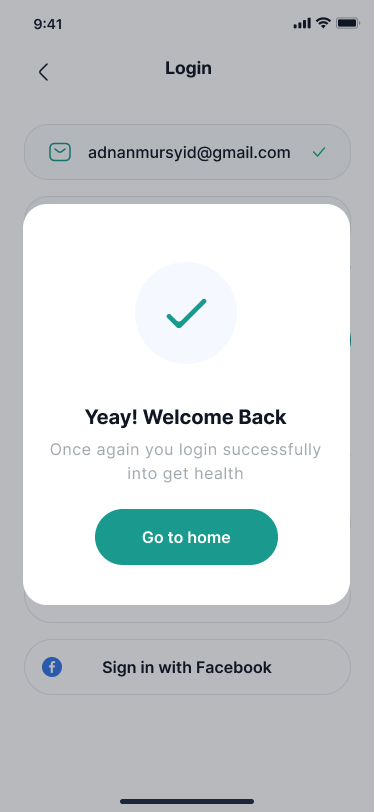 9:41
Login
adnanmursyid@gmail.com
Yeay! Welcome Back
Once again you login successfully
into get health
Go to home
Sign in with Facebook